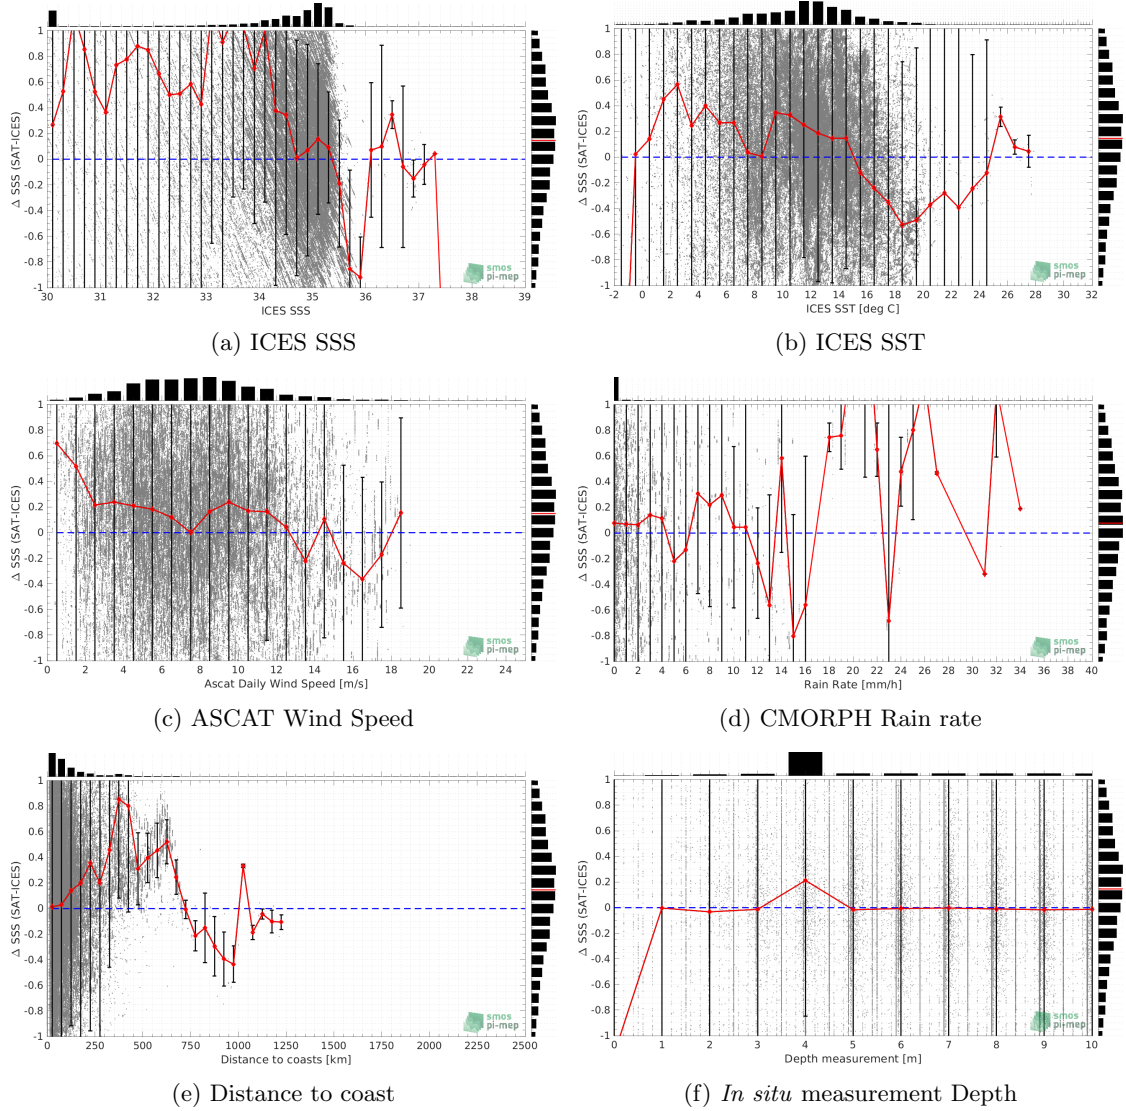 1
0.8
0.6
0.4
0.2
0
-0.2
-0.4
-0.6
-0.8
-1
Δ SSS (SAT-ICES)
30 31 32 33 34 35 36 37 38 39
ICES SSS
smos
pi-mep
(a) ICES SSS
1
0.8
0.6
0.4
0.2
0
-0.2
-0.4
-0.6
-0.8
-1
Δ SSS (SAT-ICES)
-2 0 2 4 6 8 10 12 14 16 18 20 22 24 26 28 30 32
ICES SST [deg C]
smos
pi-mep
(b) ICES SST
1
0.8
0.6
0.4
0.2
0
-0.2
-0.4
-0.6
-0.8
-1
Δ SSS (SAT-ICES)
0 2 4 6 8 10 12 14 16 18 20 22 24
Ascat Daily Wind Speed [m/s]
smos
pi-mep
(c) ASCAT Wind Speed
1
0.8
0.6
0.4
0.2
0
-0.2
-0.4
-0.6
-0.8
-1
Δ SSS (SAT-ICES)
0 2 4 6 8 10 12 14 16 18 20 22 24 26 28 30 32 34 36 38 40
Rain Rate [mm/h]
smos
pi-mep
(d) CMORPH Rain rate
1
0.8
0.6
0.4
0.2
0
-0.2
-0.4
-0.6
-0.8
-1
Δ SSS (SAT-ICES)
0 250 500 750 1000 1250 1500 1750 2000 2250 2500
Distance to coasts [km]
smos
pi-mep
(e) Distance to coast
1
0.8
0.6
0.4
0.2
0
-0.2
-0.4
-0.6
-0.8
-1
Δ SSS (SAT-ICES)
0 1 2 3 4 5 6 7 8 9 10
Depth measurement [m]
smos
pi-mep
(f) In situ measurement Depth